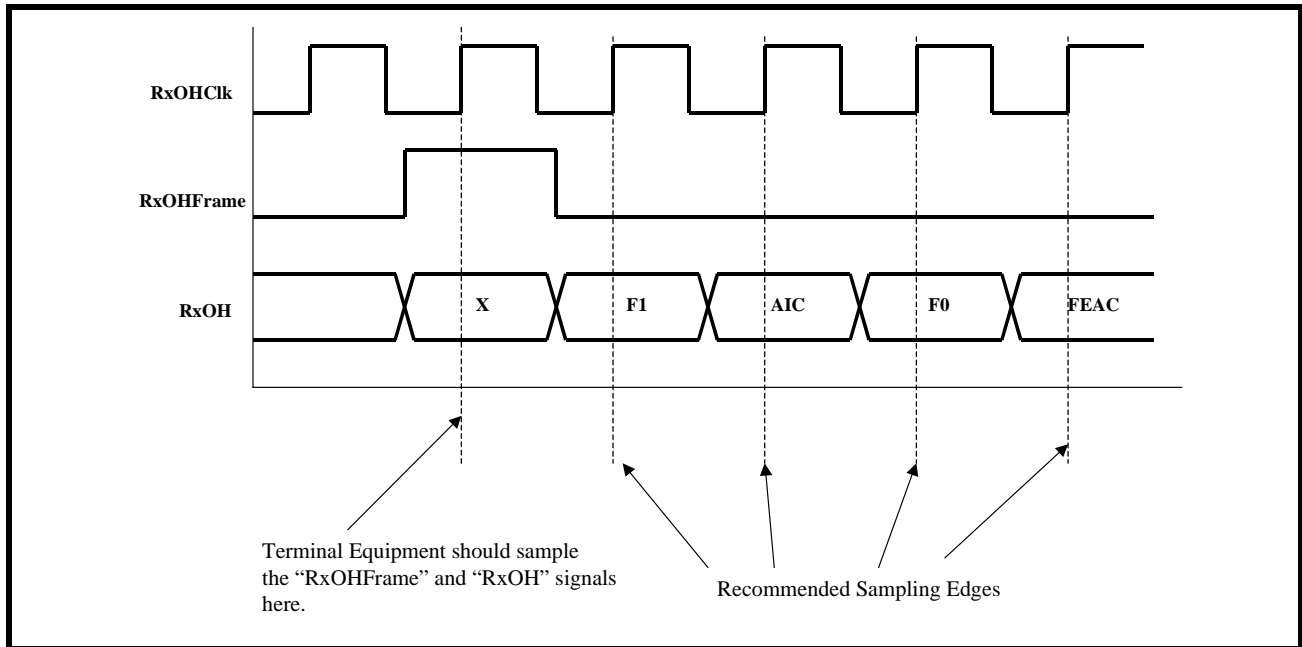 RxOHClk
RxOHFrame
RxOH
X
F1
AIC
F0
FEAC
Terminal Equipment should sample
the “RxOHFrame” and “RxOH” signals
here.
Recommended Sampling Edges